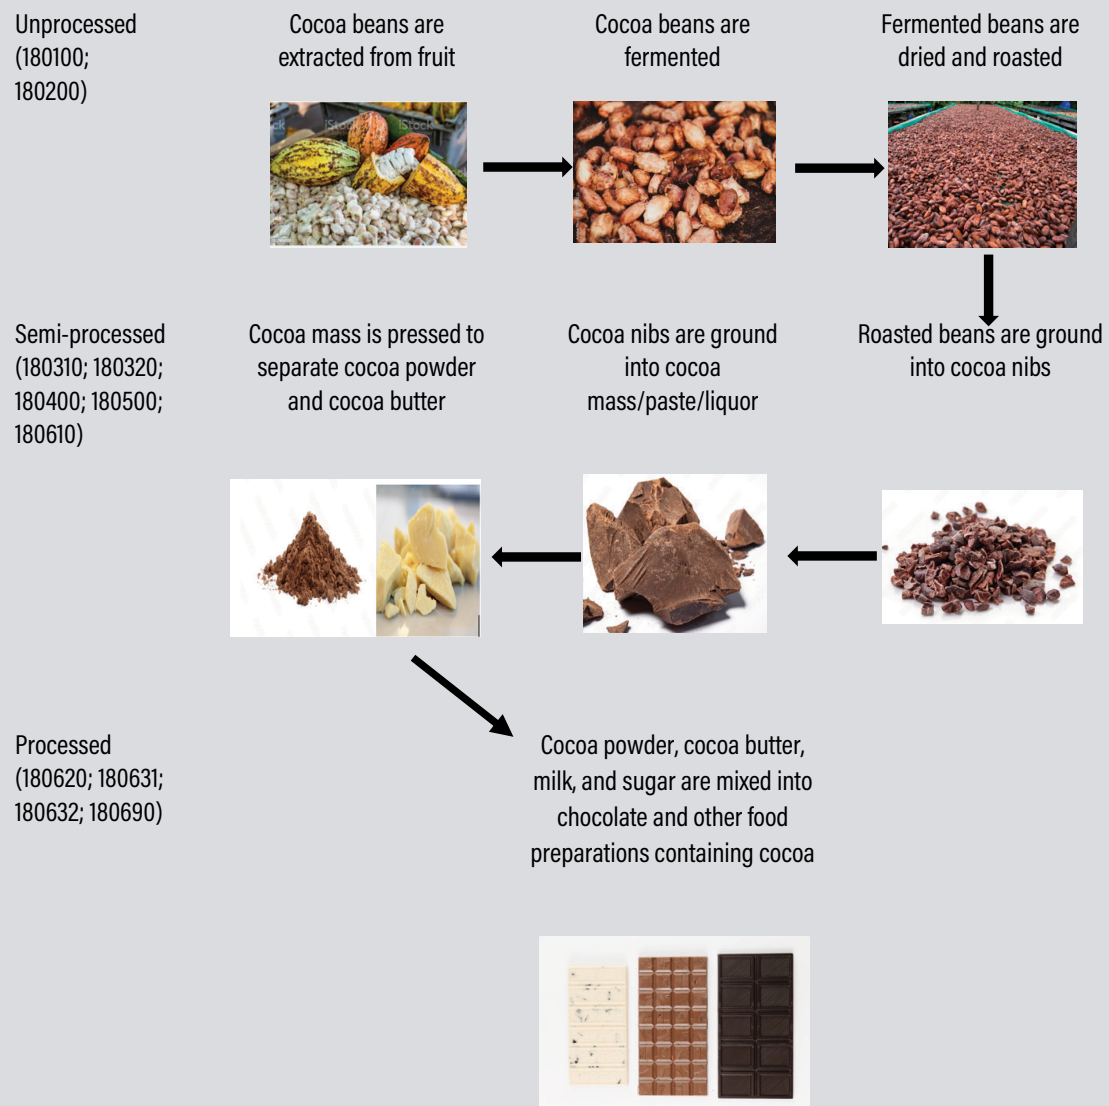 Unprocessed
(180100;
180200)
Cocoa beans are
extracted from fruit
Cocoa beans are
fermented
Fermented beans are
dried and roasted
iStock
iStock
Semi-processed
(180310; 180320;
180400; 180500;
180610)
Cocoa mass is pressed to
separate cocoa powder
and cocoa butter
Cocoa nibs are ground
into cocoa
mass/paste/liquor
Roasted beans are ground
into cocoa nibs
Processed
(180620; 180631;
180632; 180690)
Cocoa powder, cocoa butter,
milk, and sugar are mixed into
chocolate and other food
preparations containing cocoa